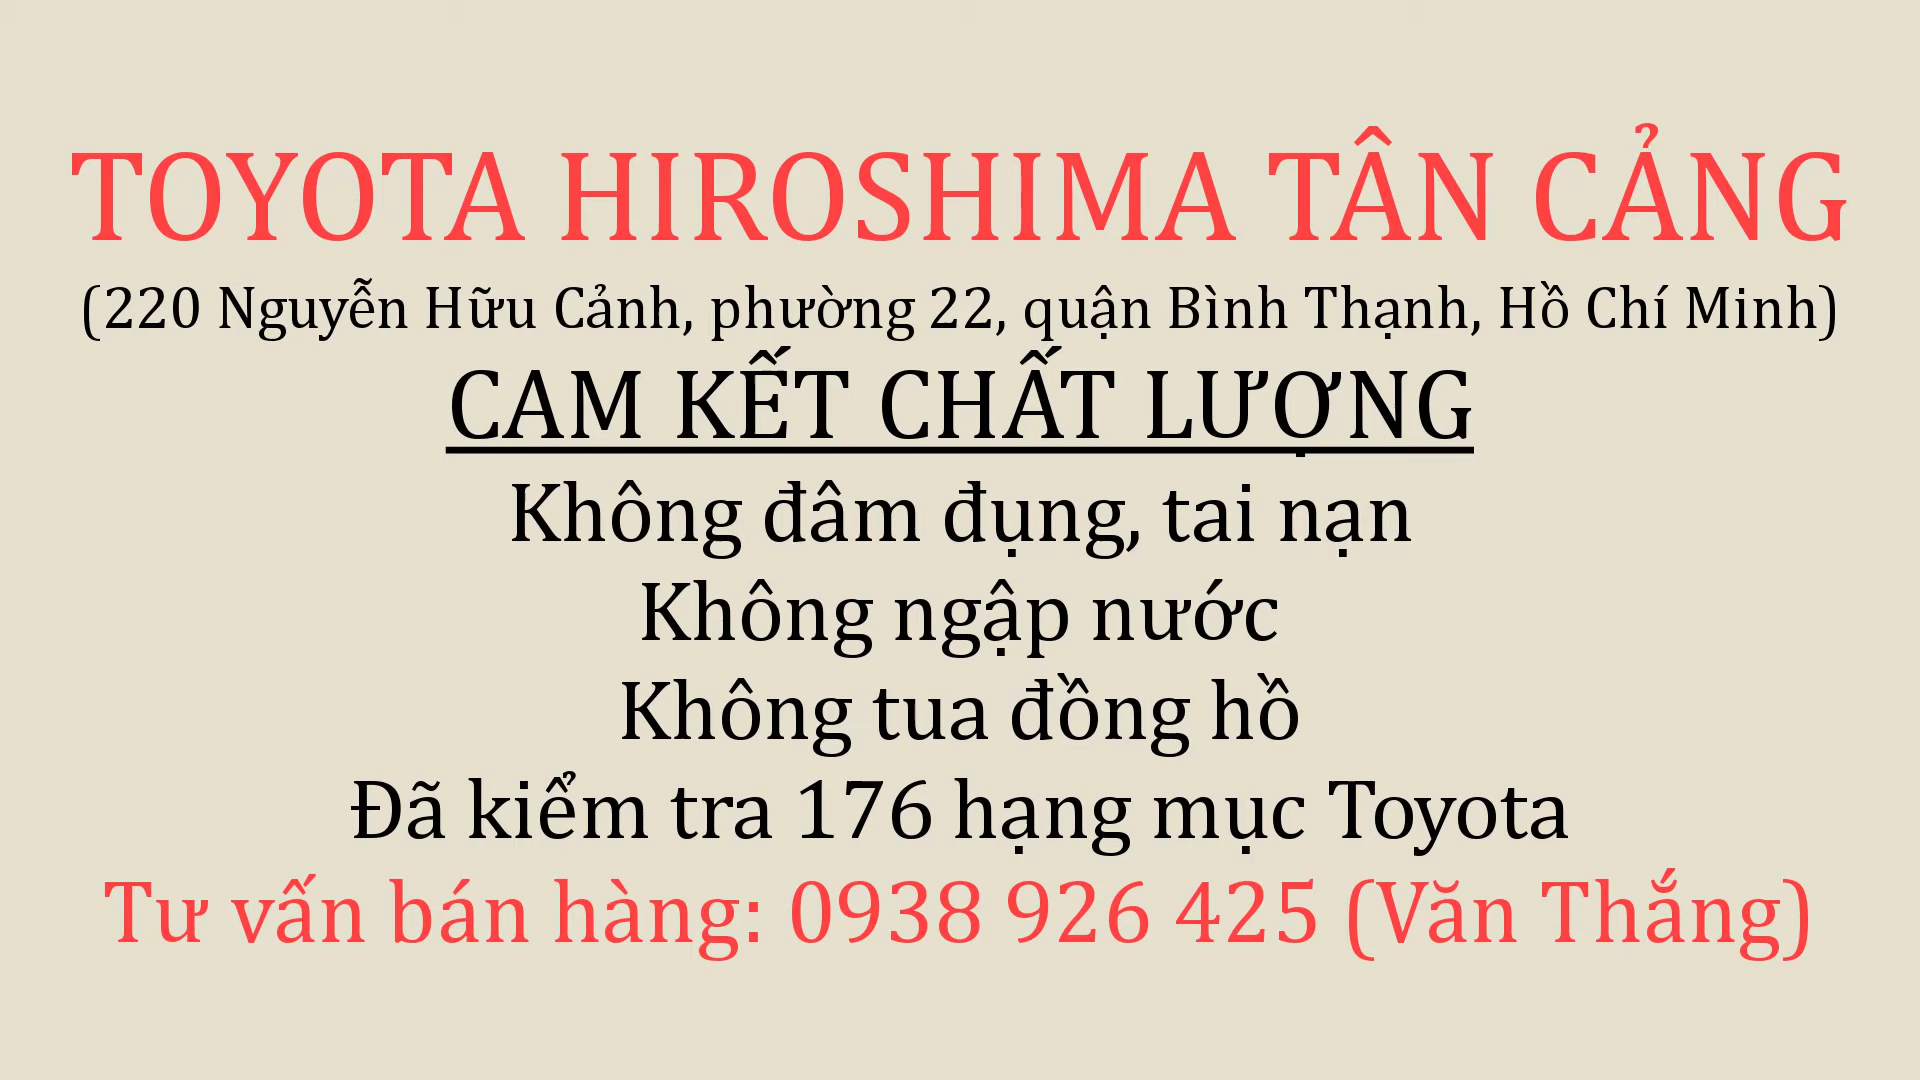 TOYOTA HIROSHIMA TÂN CẢNG
(220 Nguyễn Hữu Cảnh, phường 22, quận Bình Thạnh, Hồ Chí Minh)
CAM KẾT CHẤT LƯỢNG
Không đâm đụng, tai nạn
Không ngập nước
Không tua đồng hồ
Đã kiểm tra 176 hạng mục Toyota
Tư vấn bán hàng: 0938 926 425 (Văn Thắng)